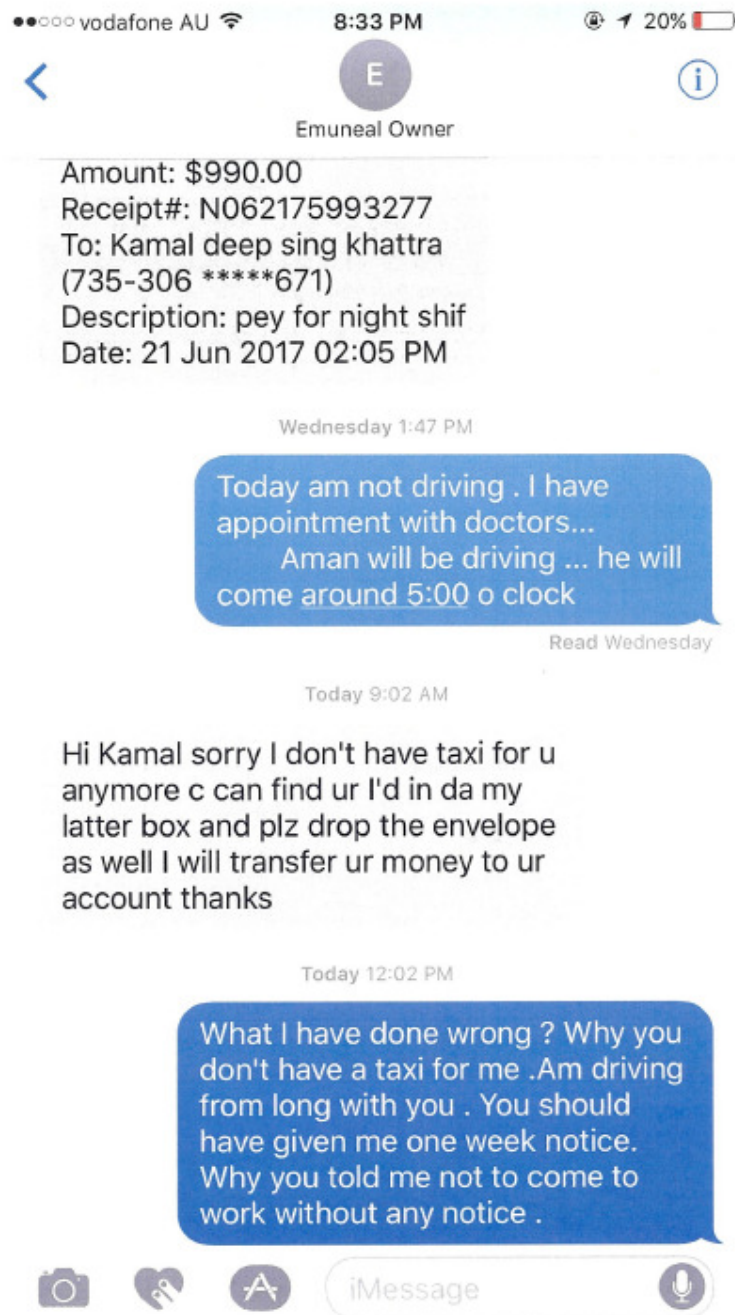 vodafone AU 8:33 PM 20%
E
Emuneal Owner
Amount: $990.00
Receipt#: N062175993277
To: Kamal deep sing khattra
(735-306 *****671)
Description: pey for night shif
Date: 21 Jun 2017 02:05 PM
Wednesday 1:47 PM
Today am not driving . I have
appointment with doctors...
Aman will be driving ... he will
come around 5:00 o clock
Read Wednesday
Today 9:02 AM
Hi Kamal sorry I don't have taxi for u
anymore c can find ur I'd in da my
latter box and plz drop the envelope
as well I will transfer ur money to ur
account thanks
Today 12:02 PM
What I have done wrong ? Why you
don't have a taxi for me .Am driving
from long with you . You should
have given me one week notice.
Why you told me not to come to
work without any notice .
iMessage